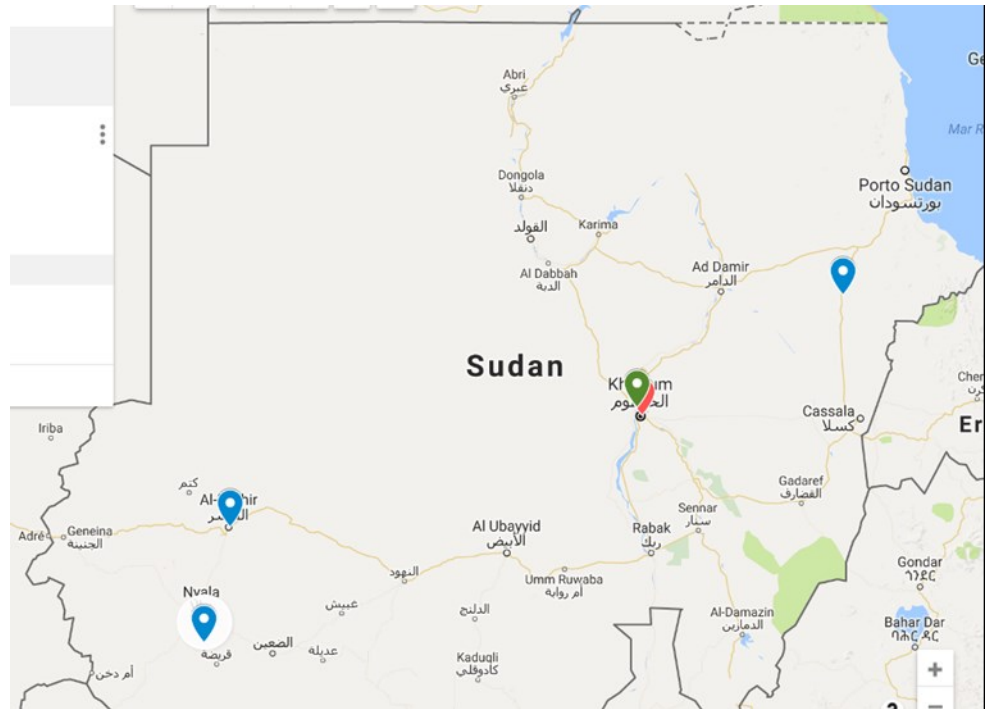 Abri
عبري
Ge
Mar R
Dongola
دنقلا
Porto Sudan
بورتسودان
القولد
Karima
Al Dabbah
الدبة
Ad Damir
الدامر
Sudan
Cher
Iriba
Cassala
كسلا
Er
كتم
Gadaref
القضارف
Sennar
سنار
Adré
Geneina
الجنينة
Al Ubayyid
الأبيض
Rabak
ربك
Gondar
ጎንደር
النهود
Umm Ruwaba
أم روابة
Nyala
عبيش
الدلنج
Al-Damazin
الدمازين
Bahar Dar
ባሕር ዳር
قريضة
الضعين
عديلة
Kaduqli
كادوقلي
أم دخن
+
−